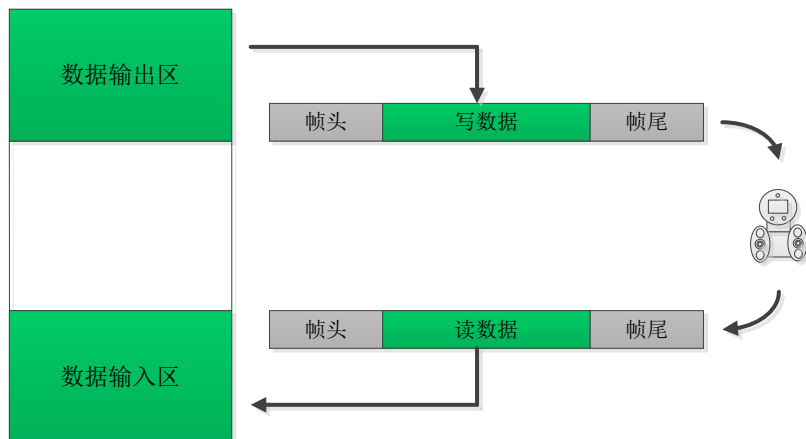 数据输出区
帧头 写数据 帧尾
帧头 读数据 帧尾
数据输入区